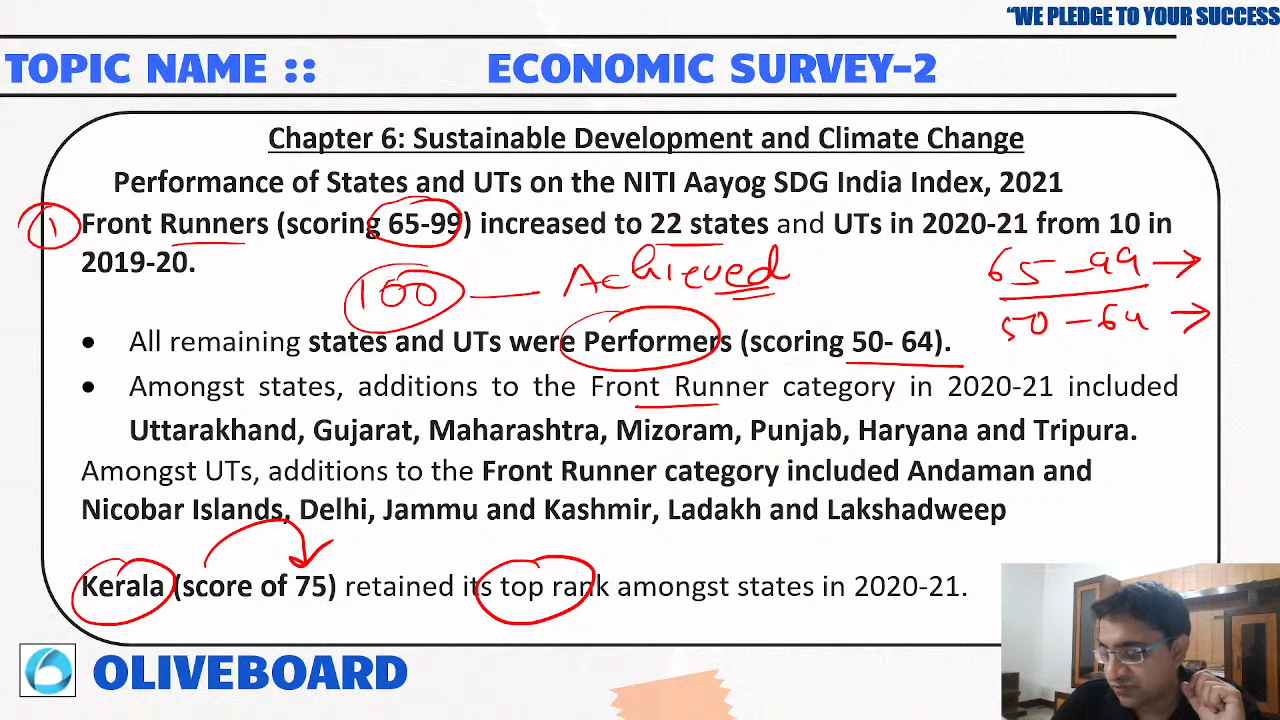 “WE PLEDGE TO YOUR SUCCESS
TOPIC NAME :: ECONOMIC SURVEY-2
Chapter 6: Sustainable Development and Climate Change
Performance of States and UTs on the NITI Aayog SDG India Index, 2021
1 Front Runners (scoring 65-99) increased to 22 states and UTs in 2020-21 from 10 in
2019-20.
65-99 →
100 — Achieved
50-64 →
• All remaining states and UTs were Performers (scoring 50- 64).
• Amongst states, additions to the Front Runner category in 2020-21 included
Uttarakhand, Gujarat, Maharashtra, Mizoram, Punjab, Haryana and Tripura.
Amongst UTs, additions to the Front Runner category included Andaman and
Nicobar Islands, Delhi, Jammu and Kashmir, Ladakh and Lakshadweep
Kerala (score of 75) retained its top rank amongst states in 2020-21.
OLIVEBOARD